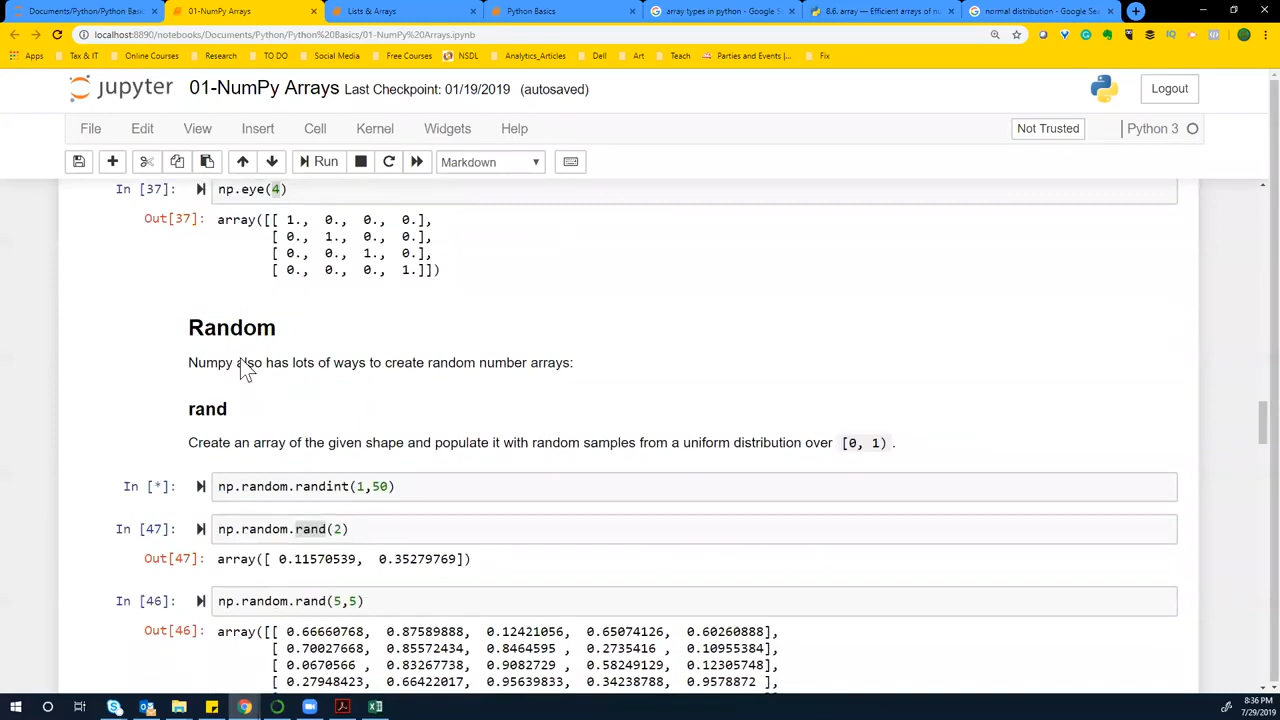 Documents/Python/Python Basic
01-NumPy Arrays
Lists & Arrays
Python Basics
array types in python - Google S
8.6. array — Efficient arrays of n
normal distribution - Google Sea
localhost:8890/notebooks/Documents/Python/Python%20Basics/01-NumPy%20Arrays.ipynb
Apps
Tax & IT
Online Courses
Research
TO DO
Social Media
Free Courses
NSDL
Analytics_Articles
Dell
Art
Teach
Parties and Events |...
Fix
jupyter 01-NumPy Arrays Last Checkpoint: 01/19/2019 (autosaved)
Logout
File Edit View Insert Cell Kernel Widgets Help
Not Trusted
Python 3
Run
Markdown
In [37]: np.eye(4)
Out[37]: array([[ 1., 0., 0., 0.],
[ 0., 1., 0., 0.],
[ 0., 0., 1., 0.],
[ 0., 0., 0., 1.]])
Random
Numpy also has lots of ways to create random number arrays:
rand
Create an array of the given shape and populate it with random samples from a uniform distribution over [0, 1) .
In [*]: np.random.randint(1,50)
In [47]: np.random.rand(2)
Out[47]: array([ 0.11570539, 0.35279769])
In [46]: np.random.rand(5,5)
Out[46]: array([[ 0.66660768, 0.87589888, 0.12421056, 0.65074126, 0.60260888],
[ 0.70027668, 0.85572434, 0.8464595 , 0.2735416 , 0.10955384],
[ 0.0670566 , 0.83267738, 0.9082729 , 0.58249129, 0.12305748],
[ 0.27948423, 0.66422017, 0.95639833, 0.34238788, 0.9578872 ],
8:36 PM
7/29/2019